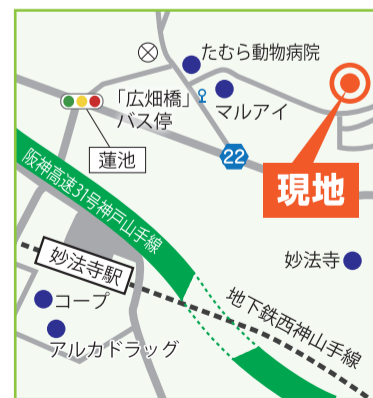 たむら動物病院
「広畑橋」
バス停
マルアイ
蓮池
22
現地
阪神高速31号神戸山手線
妙法寺駅
妙法寺
コープ
地下鉄西神山手線
アルカドラッグ